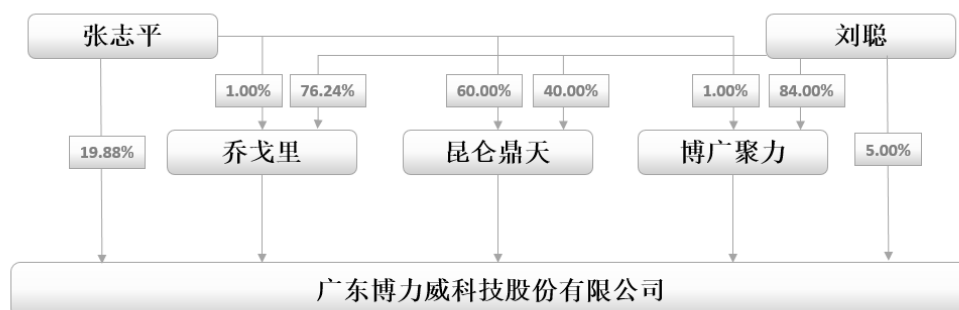 张志平
刘聪
1.00%
76.24%
60.00%
40.00%
1.00%
84.00%
19.88%
乔戈里
昆仑鼎天
博广聚力
5.00%
广东博力威科技股份有限公司